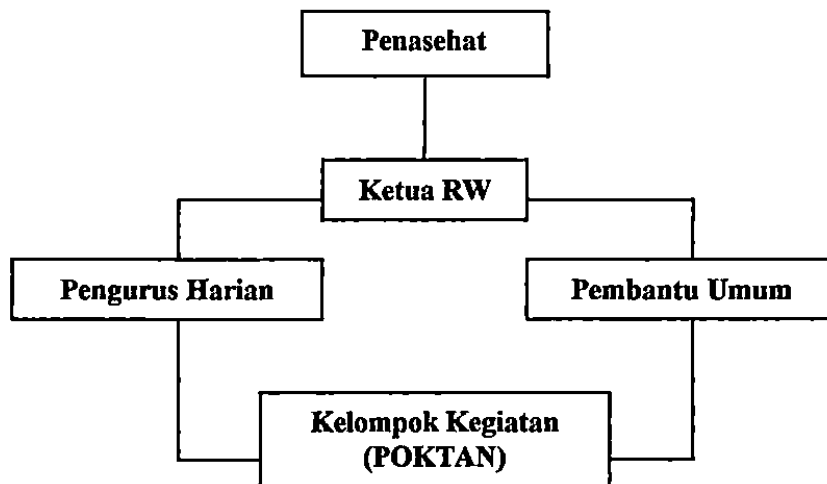 Penasehat
Ketua RW
Pengurus Harian
Pembantu Umum
Kelompok Kegiatan
(POKTAN)